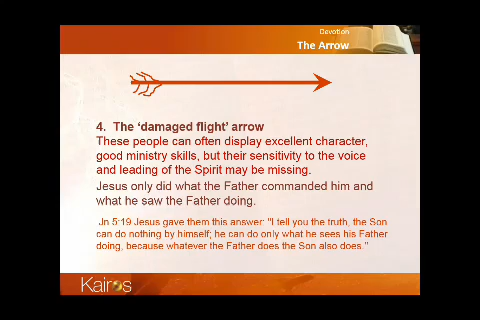 Devotion
The Arrow
4. The 'damaged flight' arrow
These people can often display excellent character,
good ministry skills, but their sensitivity to the voice
and leading of the Spirit may be missing.
Jesus only did what the Father commanded him and
what he saw the Father doing.
Jn 5:19 Jesus gave them this answer: "I tell you the truth, the Son
can do nothing by himself; he can do only what he sees his Father
doing, because whatever the Father does the Son also does."
Kairos